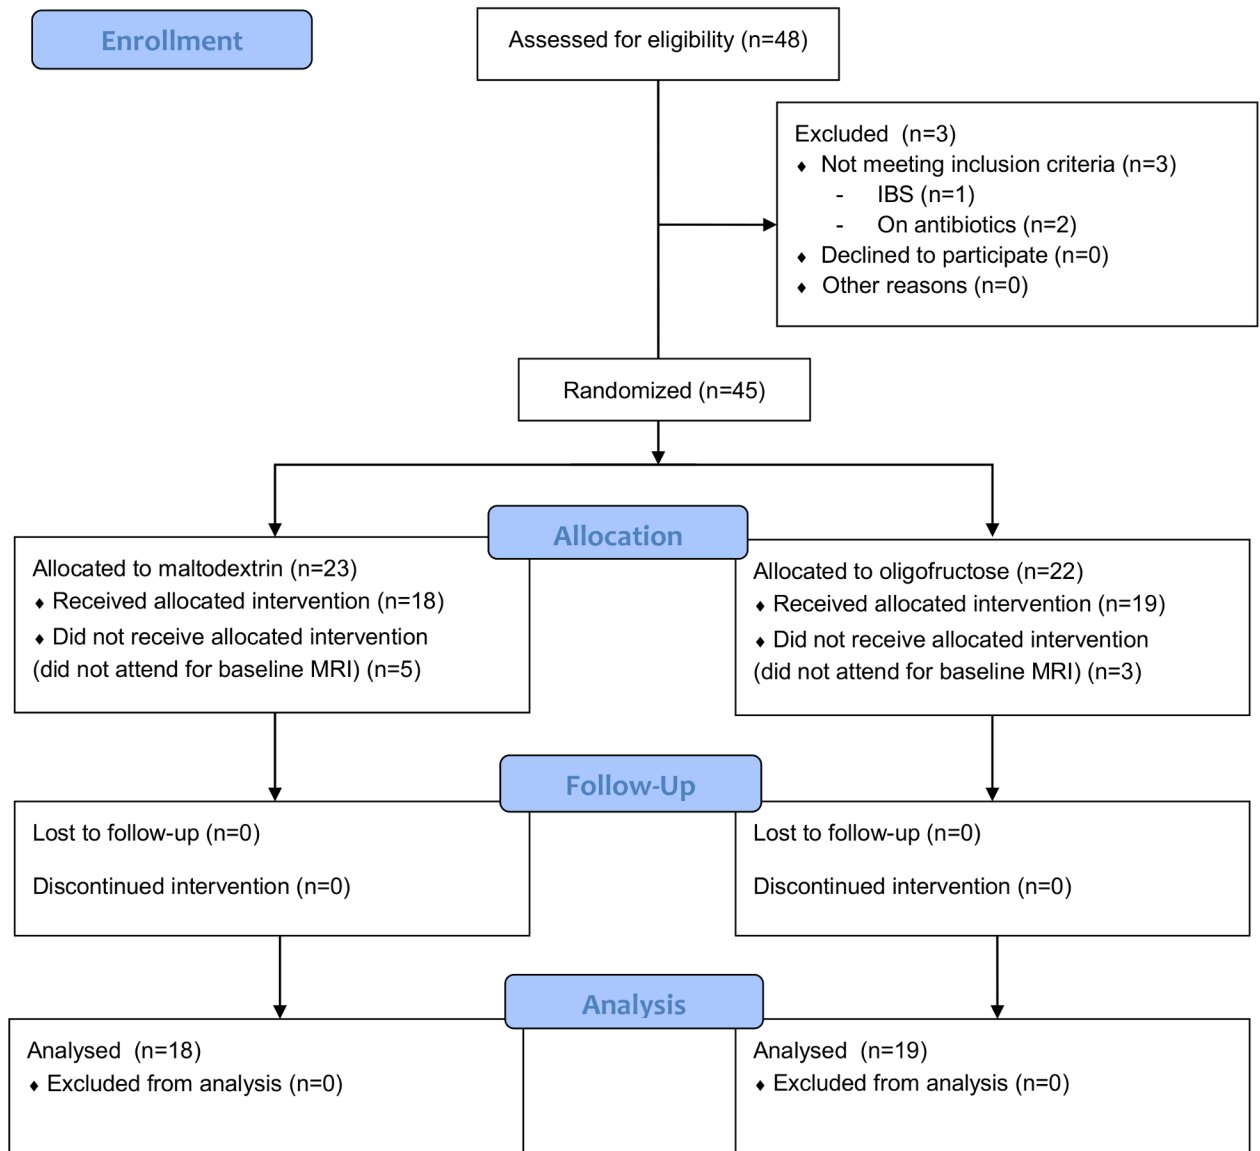 Enrollment
Assessed for eligibility (n=48)
Excluded (n=3)
♦ Not meeting inclusion criteria (n=3)
- IBS (n=1)
- On antibiotics (n=2)
♦ Declined to participate (n=0)
♦ Other reasons (n=0)
Randomized (n=45)
Allocation
Allocated to maltodextrin (n=23)
♦ Received allocated intervention (n=18)
♦ Did not receive allocated intervention
(did not attend for baseline MRI) (n=5)
Allocated to oligofructose (n=22)
♦ Received allocated intervention (n=19)
♦ Did not receive allocated intervention
(did not attend for baseline MRI) (n=3)
Follow-Up
Lost to follow-up (n=0)
Discontinued intervention (n=0)
Lost to follow-up (n=0)
Discontinued intervention (n=0)
Analysis
Analysed (n=18)
♦ Excluded from analysis (n=0)
Analysed (n=19)
♦ Excluded from analysis (n=0)